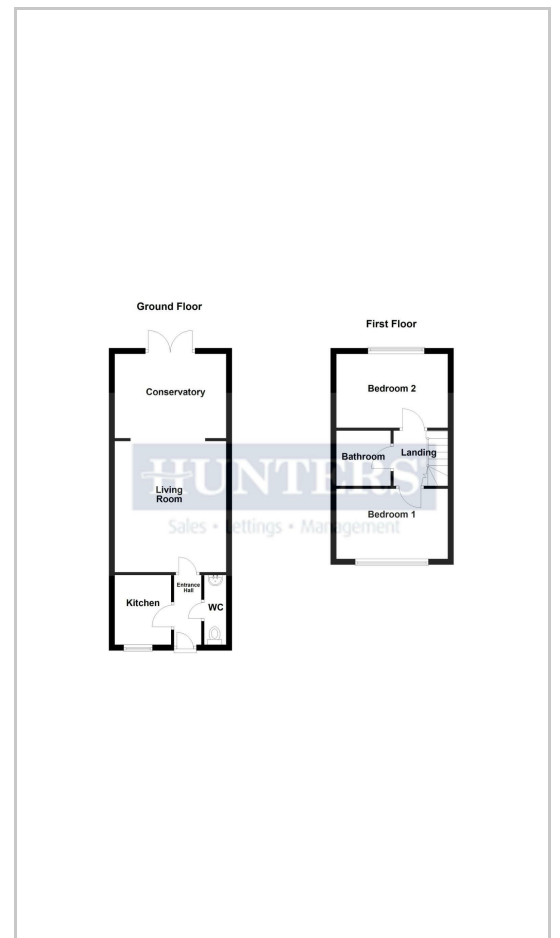 Ground Floor
Conservatory
Living
Room
Kitchen
Entrance
Hall
WC
First Floor
Bedroom 2
Bathroom
Landing
Bedroom 1
HUNTERS
Sales • Lettings • Management